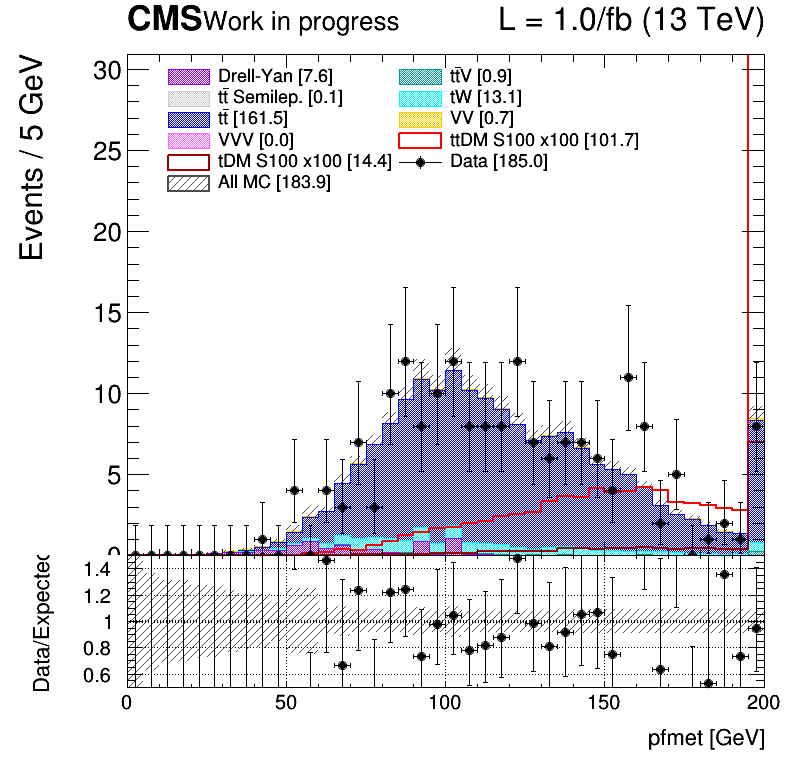 CMS Work in progress L = 1.0/fb (13 TeV)
Events / 5 GeV
30
25
20
15
10
5
0
Drell-Yan [7.6]
tt̄V [0.9]
tt̄ Semilep. [0.1]
tW [13.1]
tt̄ [161.5]
VV [0.7]
VVV [0.0]
ttDM S100 x100 [101.7]
tDM S100 x100 [14.4]
Data [185.0]
All MC [183.9]
Data/Expected
1.4
1.2
1
0.8
0.6
0 50 100 150 200
pfmet [GeV]